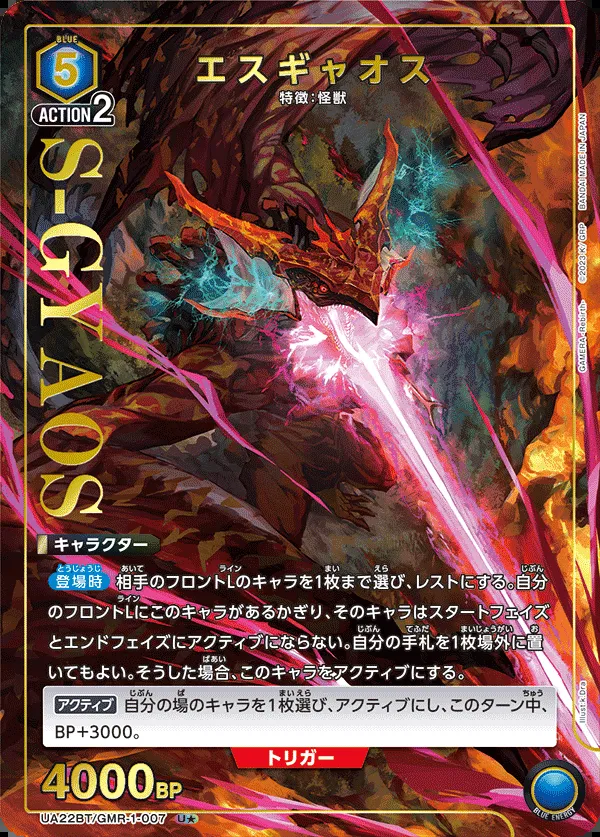 BLUE
5
ACTION2
エスギャオス
特徴:怪獣
S-GYAOS
GAMERA -Rebirth- ©2023 K/ GRP BANDAI MADE IN JAPAN
キャラクター
登場時 相手のフロントLのキャラを1枚まで選び、レストにする。自分
のフロントLにこのキャラがあるかぎり、そのキャラはスタートフェイズ
とエンドフェイズにアクティブにならない。自分の手札を1枚場外に置
いてもよい。そうした場合、このキャラをアクティブにする。
トリガー
アクティブ 自分の場のキャラを1枚選び、アクティブにし、このターン中、
BP+3000。
Illust:k Dra
4000BP
UA22BT/GMR-1-007 U★
BLUE ENERGY